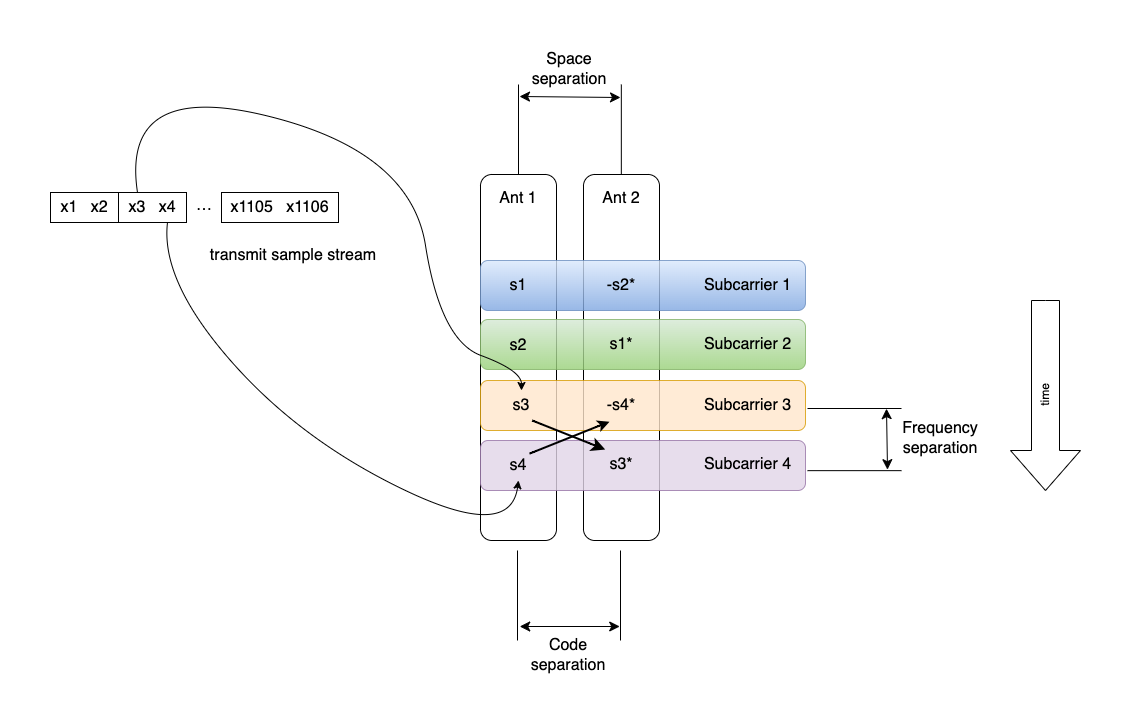 Space
separation
Ant 1
Ant 2
x1 x2 x3 x4 ... x1105 x1106
transmit sample stream
s1 -s2* Subcarrier 1
s2 s1* Subcarrier 2
s3 -s4* Subcarrier 3
s4 s3* Subcarrier 4
Frequency
separation
time
Code
separation